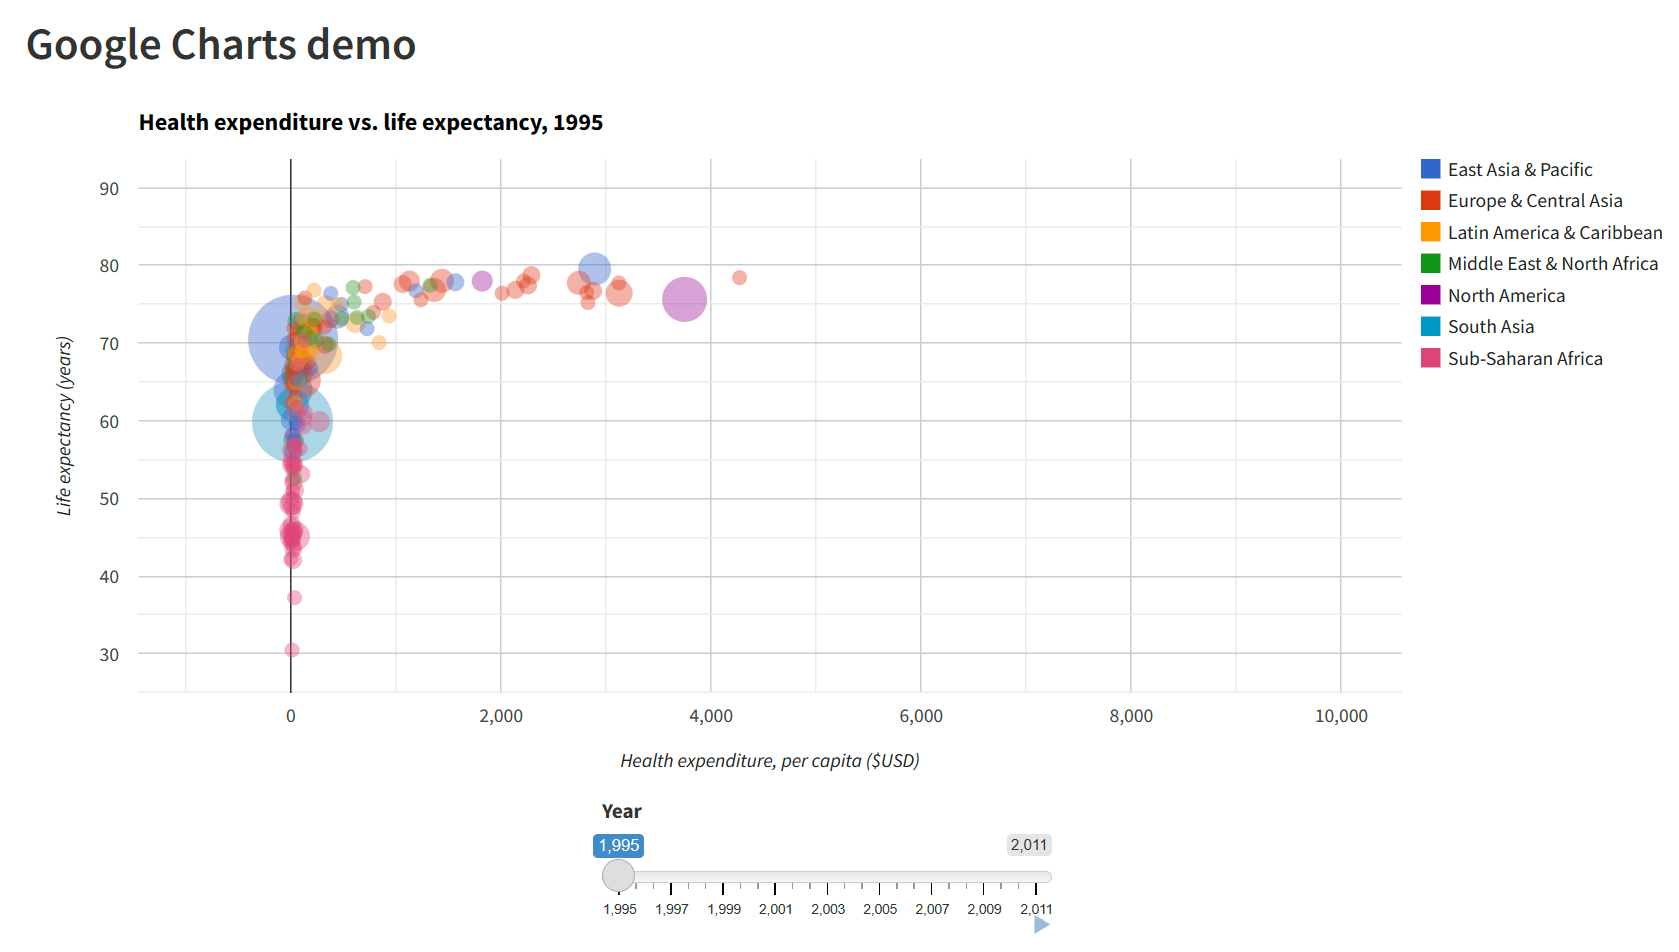 Google Charts demo
Health expenditure vs. life expectancy, 1995
90
80
70
60
50
40
30
Life expectancy (years)
0 2,000 4,000 6,000 8,000 10,000
Health expenditure, per capita ($USD)
East Asia & Pacific
Europe & Central Asia
Latin America & Caribbean
Middle East & North Africa
North America
South Asia
Sub-Saharan Africa
Year
1,995 2,011
1,995 1,997 1,999 2,001 2,003 2,005 2,007 2,009 2,011